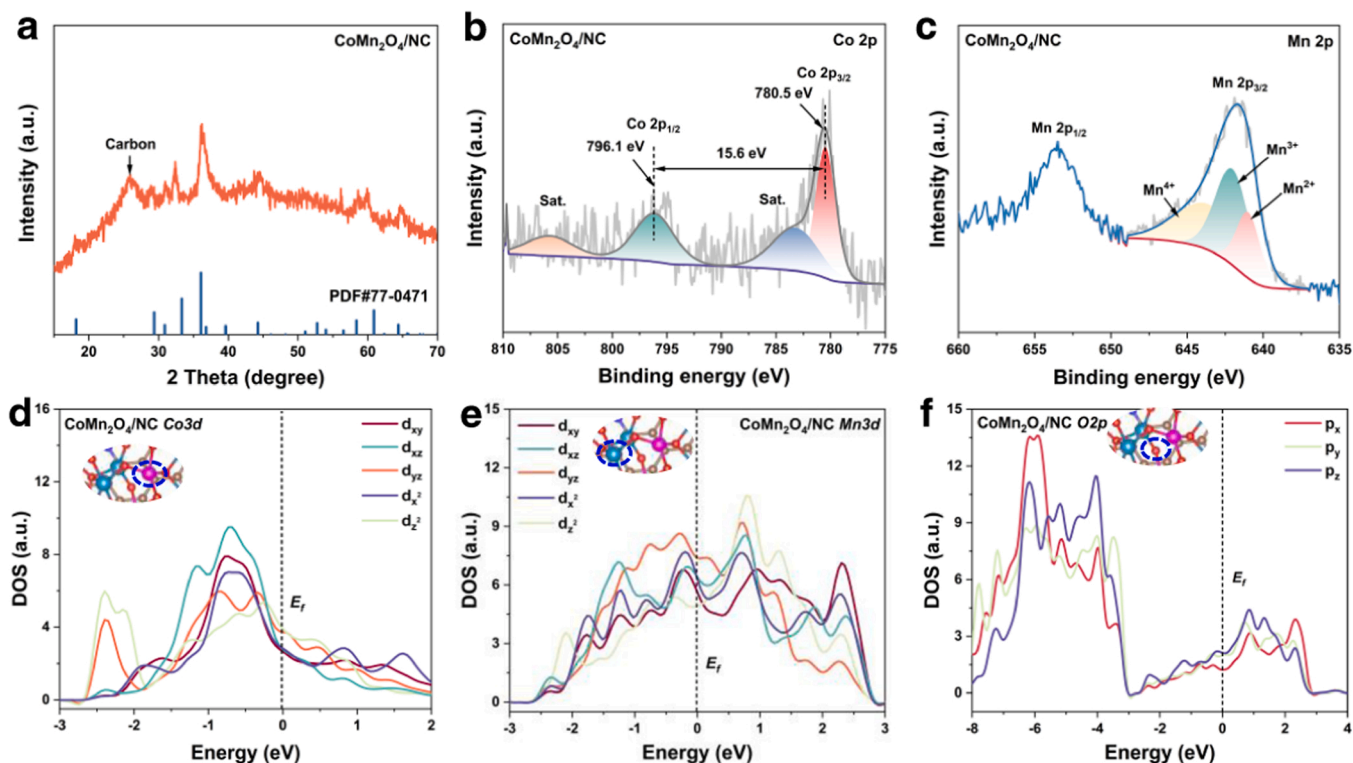 a
CoMn₂O₄/NC
Carbon
PDF#77-0471
Intensity (a.u.)
20 30 40 50 60 70
2 Theta (degree)
b
CoMn₂O₄/NC
Co 2p
Co 2p₃/₂
780.5 eV
Co 2p₁/₂
796.1 eV
15.6 eV
Sat.
Sat.
Intensity (a.u.)
810 805 800 795 790 785 780 775
Binding energy (eV)
c
CoMn₂O₄/NC
Mn 2p
Mn 2p₃/₂
Mn 2p₁/₂
Mn³⁺
Mn⁴⁺
Mn²⁺
Intensity (a.u.)
660 655 650 645 640 635
Binding energy (eV)
d
CoMn₂O₄/NC Co3d
dxy
dxz
dyz
dx²
dz²
Ef
DOS (a.u.)
16
12
8
4
0
-3 -2 -1 0 1 2
Energy (eV)
e
CoMn₂O₄/NC Mn3d
dxy
dxz
dyz
dx²
dz²
Ef
DOS (a.u.)
15
12
9
6
3
0
-3 -2 -1 0 1 2 3
Energy (eV)
f
CoMn₂O₄/NC O2p
px
py
pz
Ef
DOS (a.u.)
15
12
9
6
3
0
-8 -6 -4 -2 0 2 4
Energy (eV)